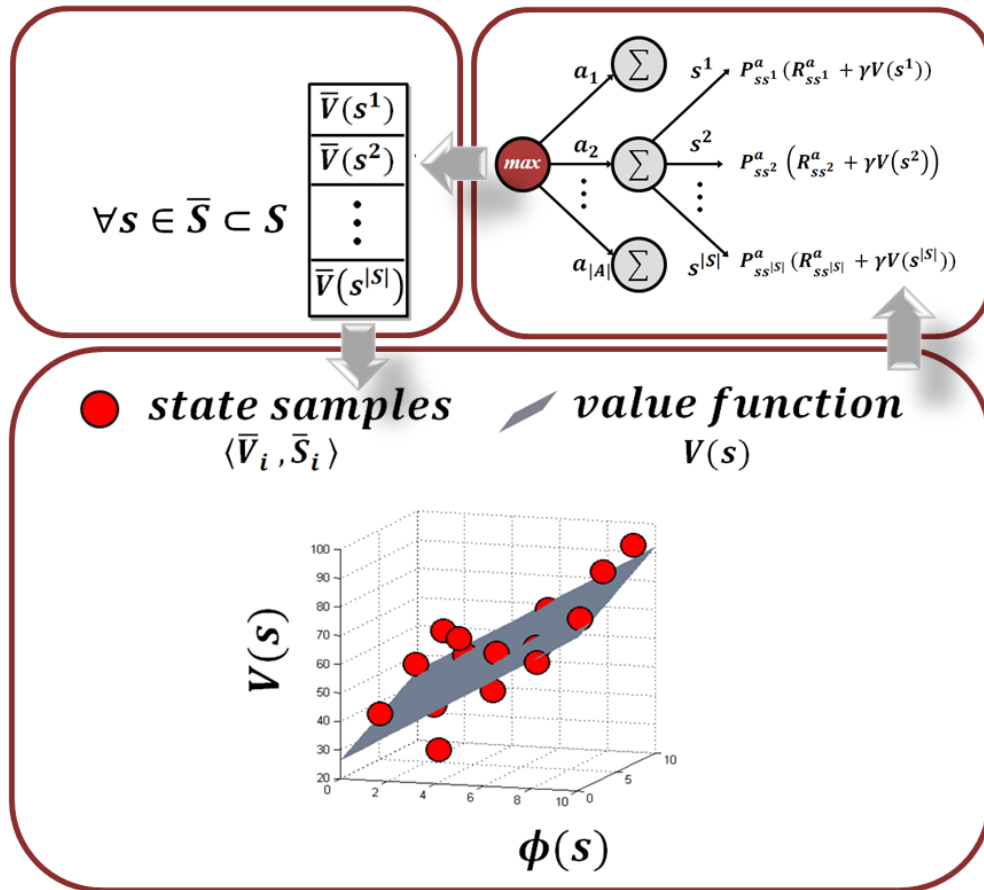 V̅(s¹)
V̅(s²)
⋮
V̅(s^|S|)
∀s ∈ S̅ ⊂ S
max
a₁
a₂
⋮
a_|A|
∑
∑
∑
s¹
s²
⋮
s^|S|
P^a_ss¹ (R^a_ss¹ + γV(s¹))
P^a_ss² (R^a_ss² + γV(s²))
P^a_ss^|S| (R^a_ss^|S| + γV(s^|S|))
state samples
⟨V̅ᵢ , S̅ᵢ⟩
value function
V(s)
V(s)
100
90
80
70
60
50
40
30
20
0
2
4
6
8
10
0
5
10
ϕ(s)